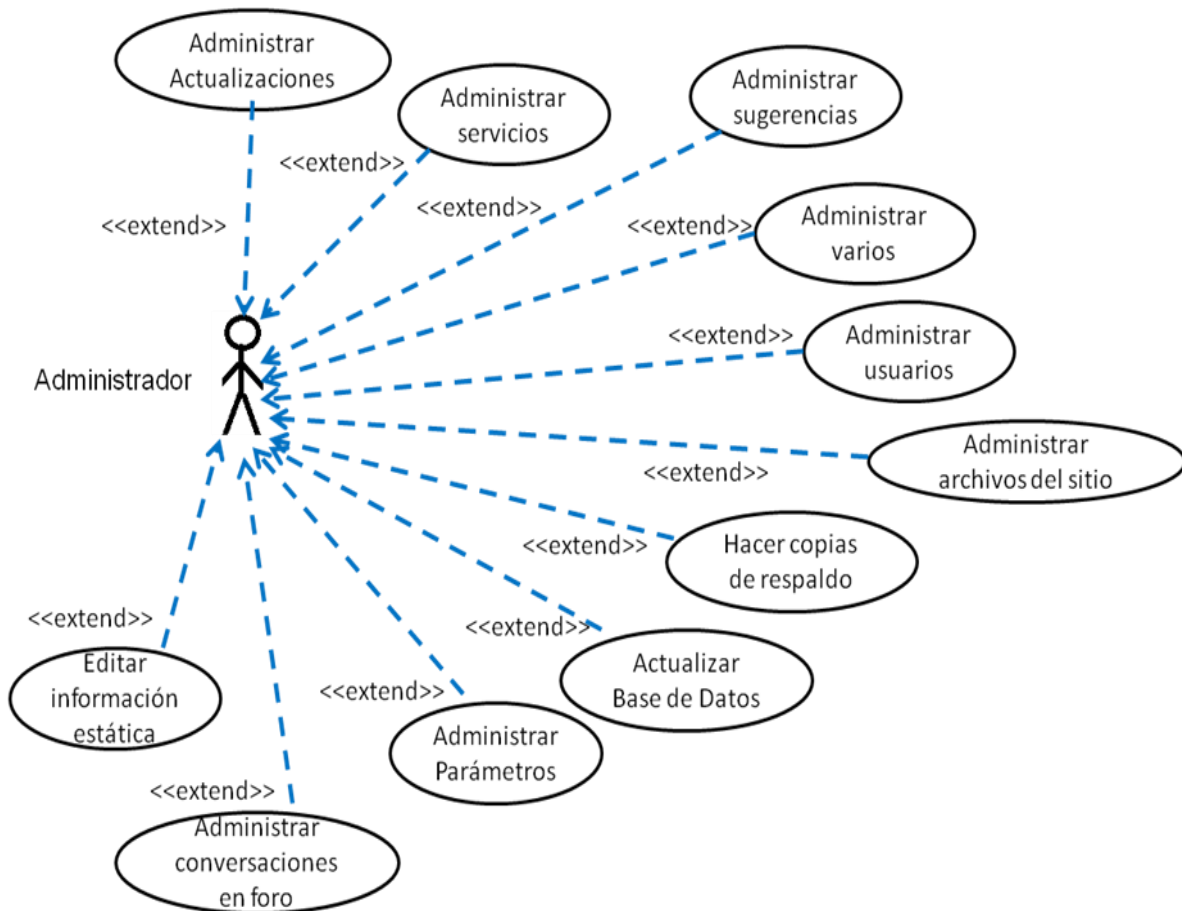 Administrar
Actualizaciones
Administrar
servicios
Administrar
sugerencias
<<extend>>
<<extend>>
<<extend>>
<<extend>>
Administrar
varios
<<extend>>
Administrar
usuarios
Administrador
<<extend>>
Administrar
archivos del sitio
<<extend>>
Hacer copias
de respaldo
<<extend>>
<<extend>>
Editar
información
estática
<<extend>>
Actualizar
Base de Datos
Administrar
Parámetros
<<extend>>
Administrar
conversaciones
en foro